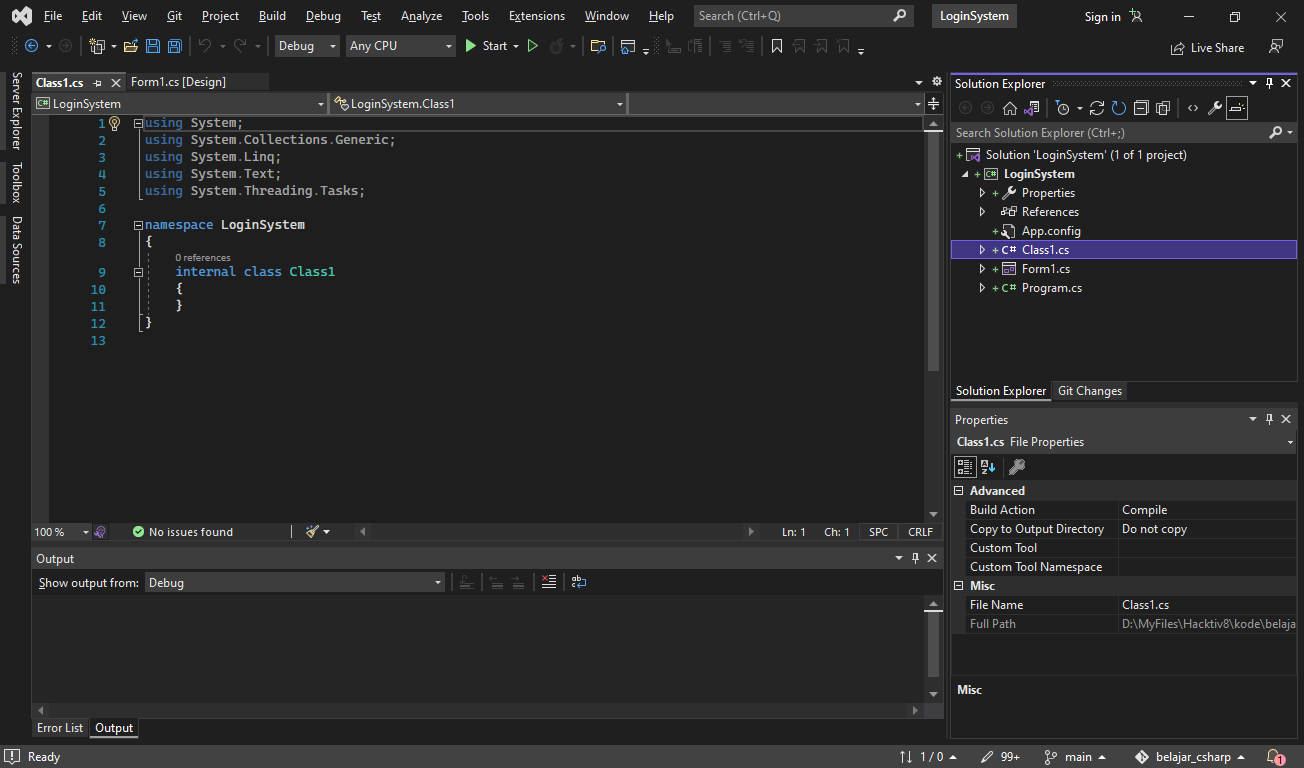 File Edit View Git Project Build Debug Test Analyze Tools Extensions Window Help Search (Ctrl+Q) LoginSystem Sign in
Debug Any CPU Start Live Share
Server Explorer
Toolbox
Data Sources
Class1.cs Form1.cs [Design]
C# LoginSystem LoginSystem.Class1
1 using System;
2 using System.Collections.Generic;
3 using System.Linq;
4 using System.Text;
5 using System.Threading.Tasks;
6
7 namespace LoginSystem
8 {
0 references
9 internal class Class1
10 {
11 }
12 }
13
100 % No issues found Ln: 1 Ch: 1 SPC CRLF
Output
Show output from: Debug
Error List Output
Solution Explorer
Search Solution Explorer (Ctrl+;)
Solution 'LoginSystem' (1 of 1 project)
C# LoginSystem
Properties
References
App.config
C# Class1.cs
Form1.cs
C# Program.cs
Solution Explorer Git Changes
Properties
Class1.cs File Properties
Advanced
Build Action Compile
Copy to Output Directory Do not copy
Custom Tool
Custom Tool Namespace
Misc
File Name Class1.cs
Full Path D:\MyFiles\Hacktiv8\kode\belaja
Misc
Ready 1 / 0 99+ main belajar_csharp 1